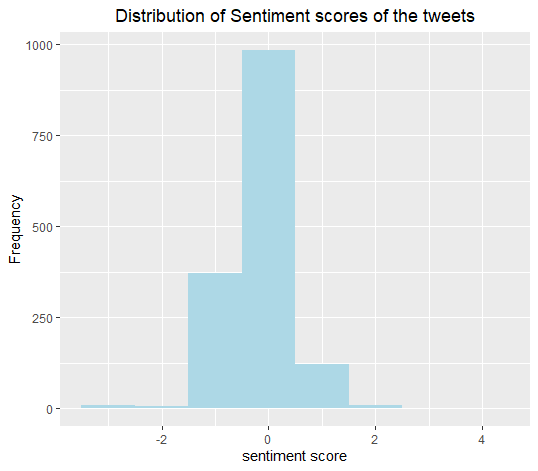 Distribution of Sentiment scores of the tweets
1000
750
500
250
0
Frequency
-2 0 2 4
sentiment score